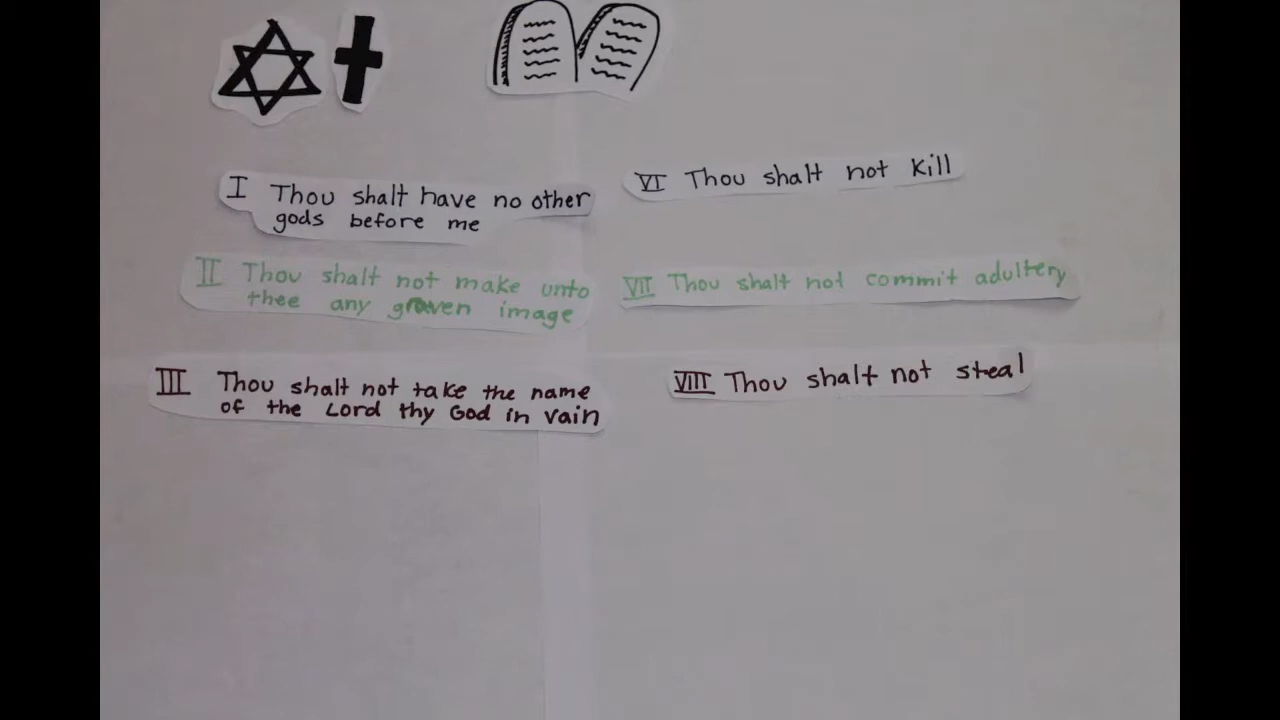 I Thou shalt have no other
gods before me
II Thou shalt not make unto
thee any graven image
III Thou shalt not take the name
of the Lord thy God in vain
VI Thou shalt not Kill
VII Thou shalt not commit adultery
VIII Thou shalt not steal